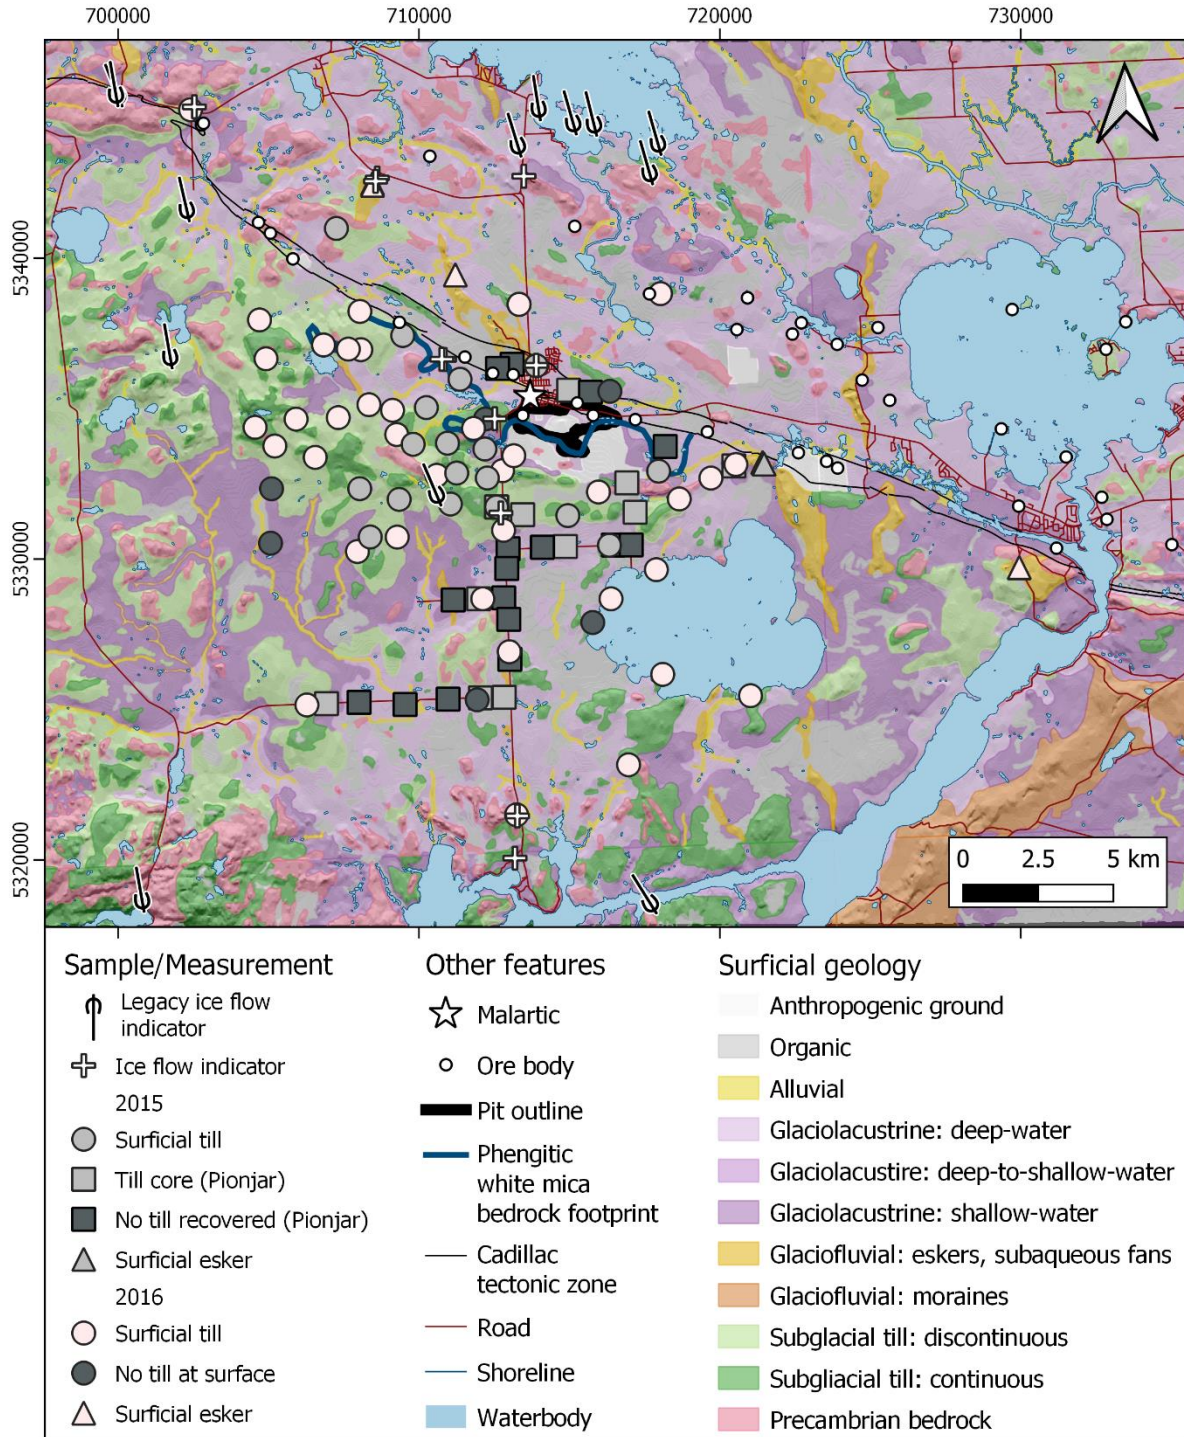 700000 710000 720000 730000
5340000
5330000
5320000
0 2.5 5 km
Sample/Measurement
Legacy ice flow
indicator
Ice flow indicator
2015
Surficial till
Till core (Pionjar)
No till recovered (Pionjar)
Surficial esker
2016
Surficial till
No till at surface
Surficial esker
Other features
Malartic
Ore body
Pit outline
Phengitic
white mica
bedrock footprint
Cadillac
tectonic zone
Road
Shoreline
Waterbody
Surficial geology
Anthropogenic ground
Organic
Alluvial
Glaciolacustrine: deep-water
Glaciolacustire: deep-to-shallow-water
Glaciolacustrine: shallow-water
Glaciofluvial: eskers, subaqueous fans
Glaciofluvial: moraines
Subglacial till: discontinuous
Subgliacial till: continuous
Precambrian bedrock